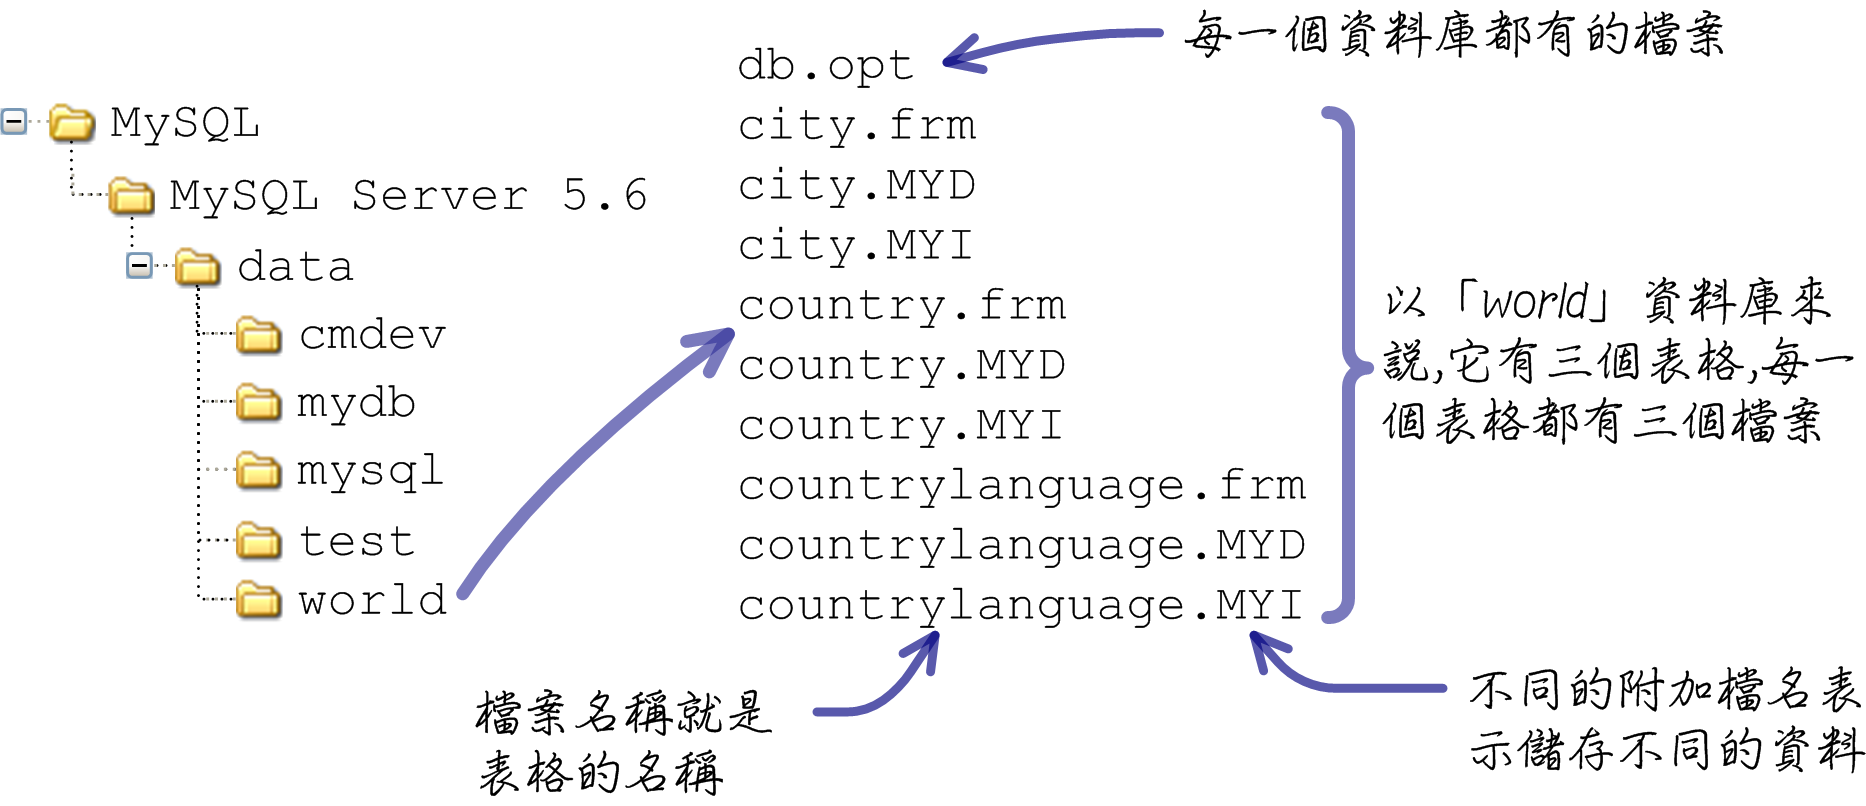 MySQL
MySQL Server 5.6
data
cmdev
mydb
mysql
test
world
db.opt
city.frm
city.MYD
city.MYI
country.frm
country.MYD
country.MYI
countrylanguage.frm
countrylanguage.MYD
countrylanguage.MYI
每一個資料庫都有的檔案
以「world」資料庫來
說,它有三個表格,每一
個表格都有三個檔案
檔案名稱就是
表格的名稱
不同的附加檔名表
示儲存不同的資料